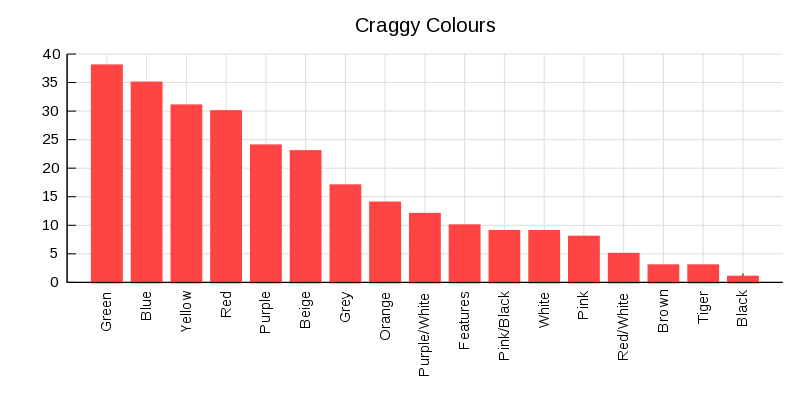 Craggy Colours
40
35
30
25
20
15
10
5
0
Green
Blue
Yellow
Red
Purple
Beige
Grey
Orange
Purple/White
Features
Pink/Black
White
Pink
Red/White
Brown
Tiger
Black